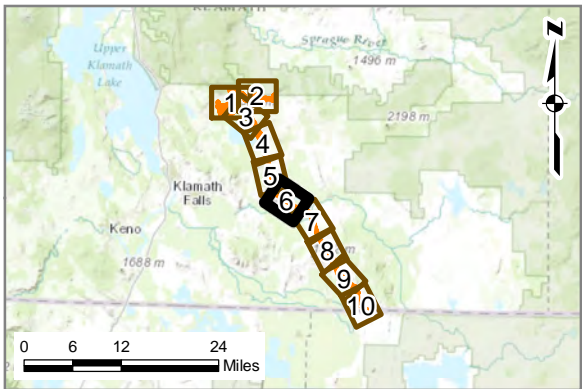 KLAMATH
Upper
Klamath
Lake
Sprague River
1496 m
N
2198 m
1
2
3
4
5
6
7
8
9
10
Klamath
Falls
Keno
1688 m
0 6 12 24
Miles